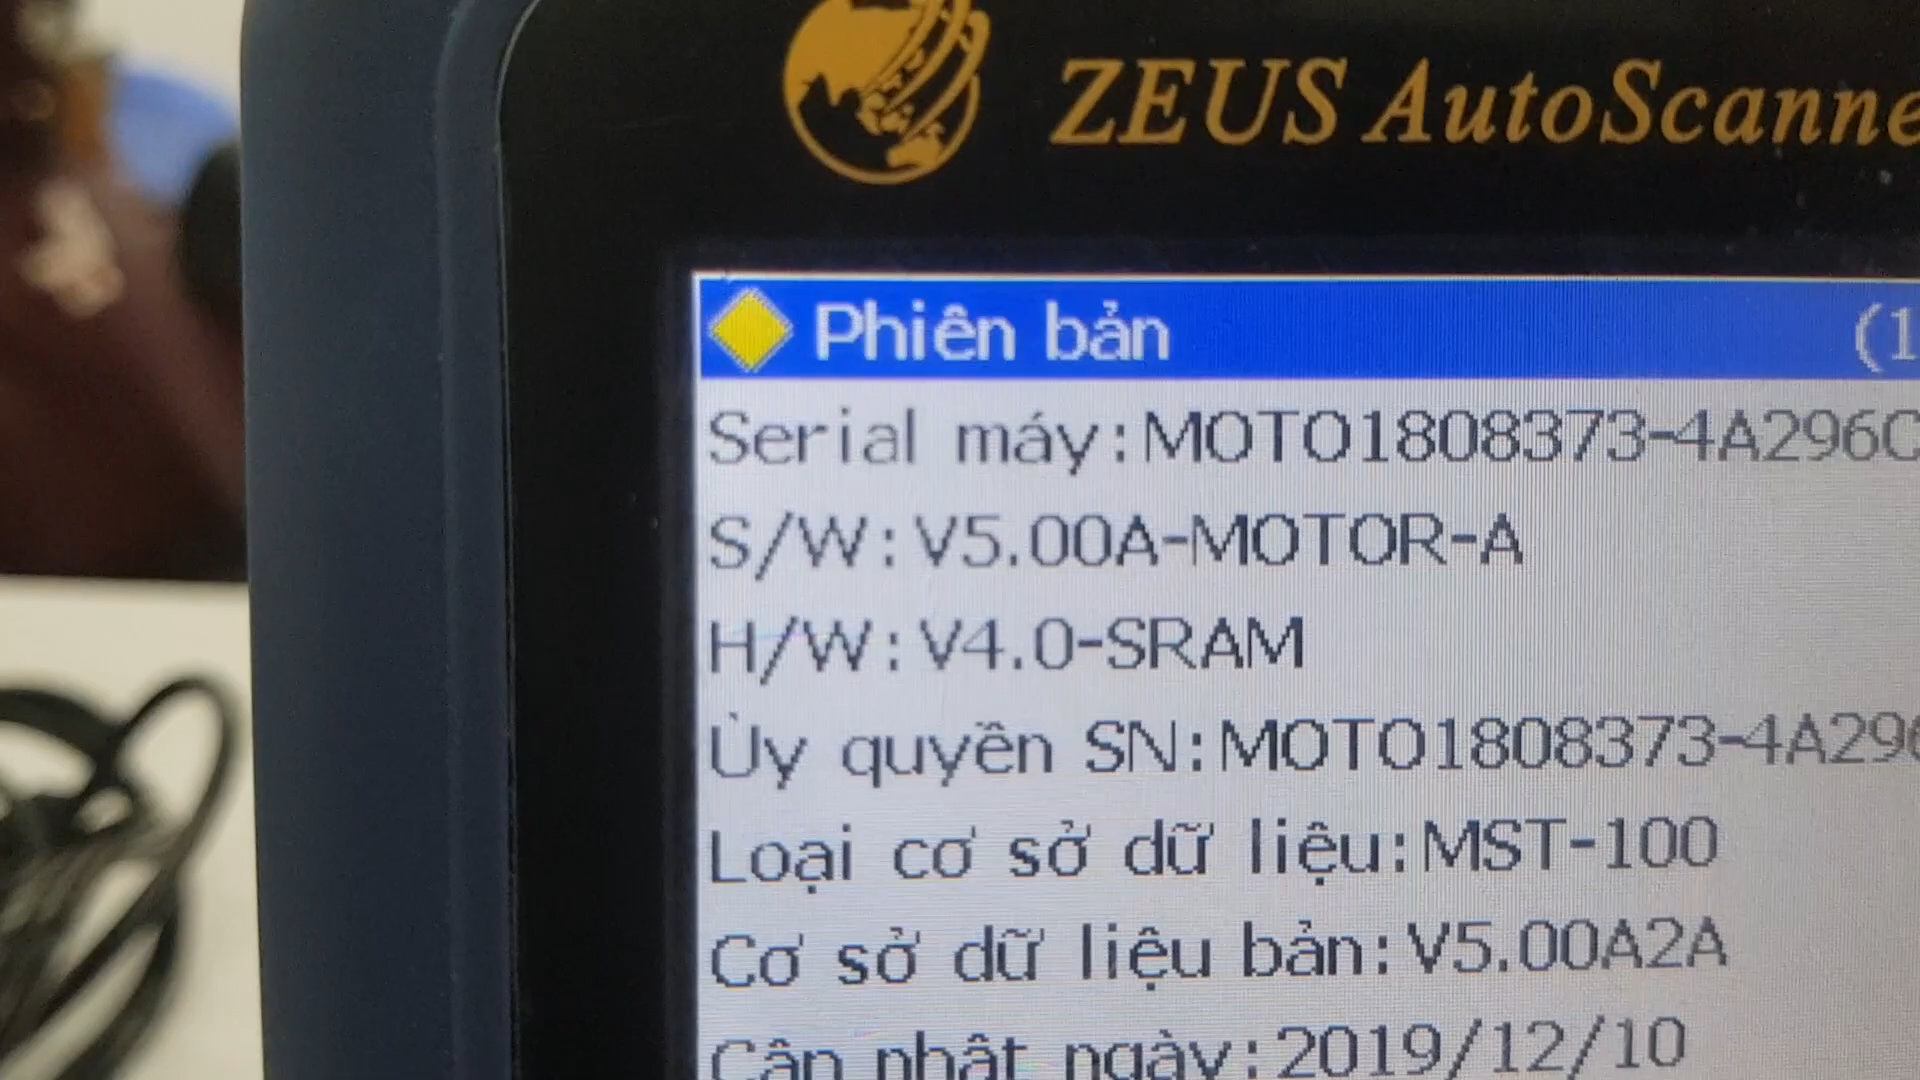 ZEUS AutoScanne
Phiên bản (1
Serial máy:MOTO1808373-4A296C
S/W:V5.00A-MOTOR-A
H/W:V4.0-SRAM
Ủy quyền SN:MOTO1808373-4A296
Loại cơ sở dữ liệu:MST-100
Cơ sở dữ liệu bản:V5.00A2A
Cập nhật ngày:2019/12/10